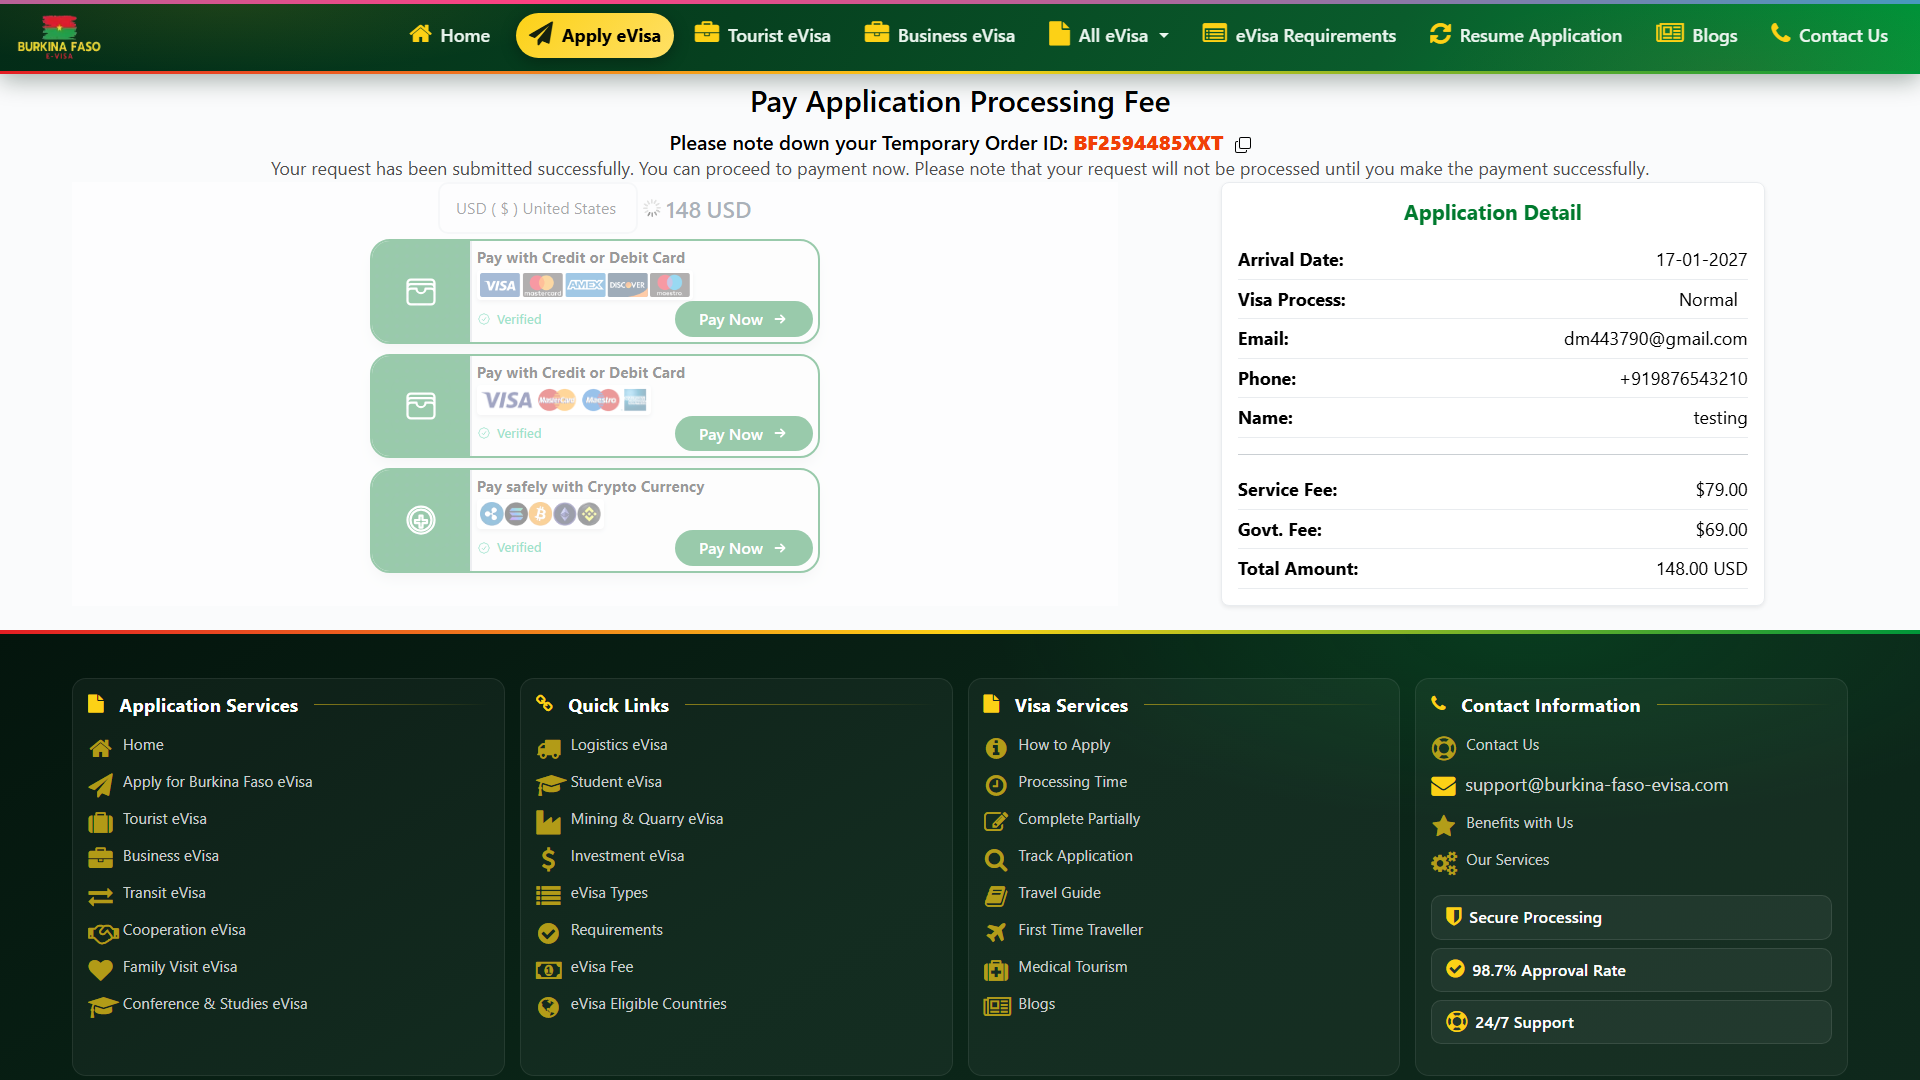 BURKINA FASO
E-VISA
Home
Apply eVisa
Tourist eVisa
Business eVisa
All eVisa
eVisa Requirements
Resume Application
Blogs
Contact Us
Pay Application Processing Fee
Please note down your Temporary Order ID: BF2594485XXT
Your request has been submitted successfully. You can proceed to payment now. Please note that your request will not be processed until you make the payment successfully.
USD ( $ ) United States
148 USD
Pay with Credit or Debit Card
VISA mastercard AMEX DISCOVER maestro
Verified
Pay Now
Pay with Credit or Debit Card
VISA MasterCard Maestro
Verified
Pay Now
Pay safely with Crypto Currency
Verified
Pay Now
Application Detail
Arrival Date: 17-01-2027
Visa Process: Normal
Email: dm443790@gmail.com
Phone: +919876543210
Name: testing
Service Fee: $79.00
Govt. Fee: $69.00
Total Amount: 148.00 USD
Application Services
Home
Apply for Burkina Faso eVisa
Tourist eVisa
Business eVisa
Transit eVisa
Cooperation eVisa
Family Visit eVisa
Conference & Studies eVisa
Quick Links
Logistics eVisa
Student eVisa
Mining & Quarry eVisa
Investment eVisa
eVisa Types
Requirements
eVisa Fee
eVisa Eligible Countries
Visa Services
How to Apply
Processing Time
Complete Partially
Track Application
Travel Guide
First Time Traveller
Medical Tourism
Blogs
Contact Information
Contact Us
support@burkina-faso-evisa.com
Benefits with Us
Our Services
Secure Processing
98.7% Approval Rate
24/7 Support